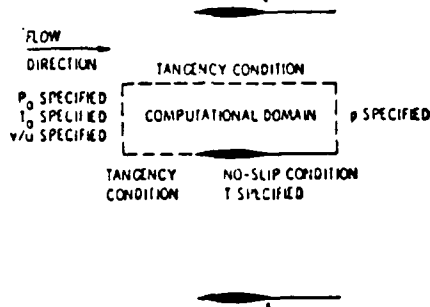 FLOW
DIRECTION
TANGENCY CONDITION
P₀ SPECIFIED
T₀ SPECIFIED
v/u SPECIFIED
COMPUTATIONAL DOMAIN
p SPECIFIED
TANGENCY
CONDITION
NO-SLIP CONDITION
T SPECIFIED